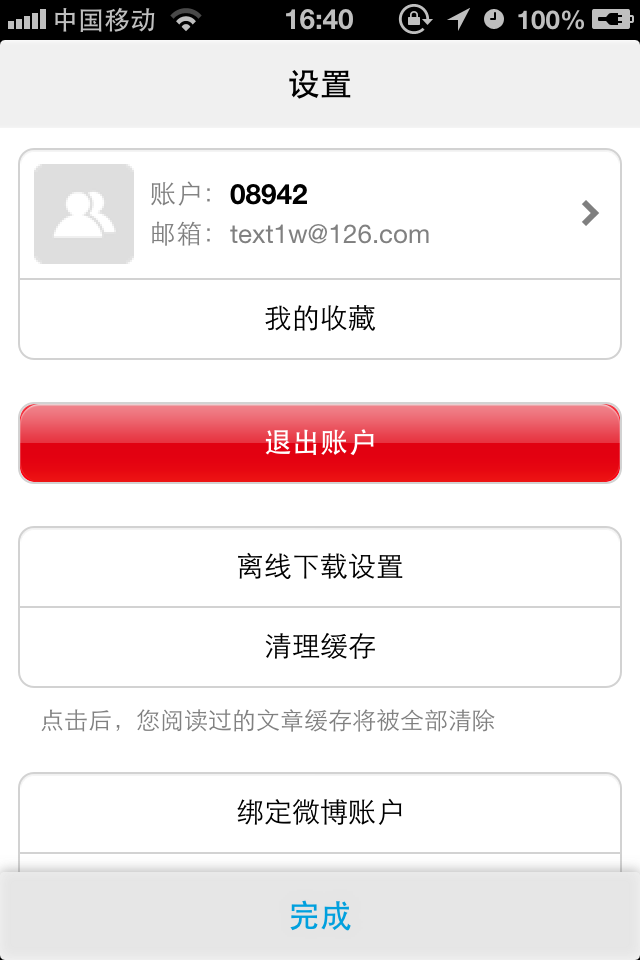 中国移动 16:40 100%
设置
账户： 08942
邮箱： text1w@126.com
我的收藏
退出账户
离线下载设置
清理缓存
点击后，您阅读过的文章缓存将被全部清除
绑定微博账户
完成